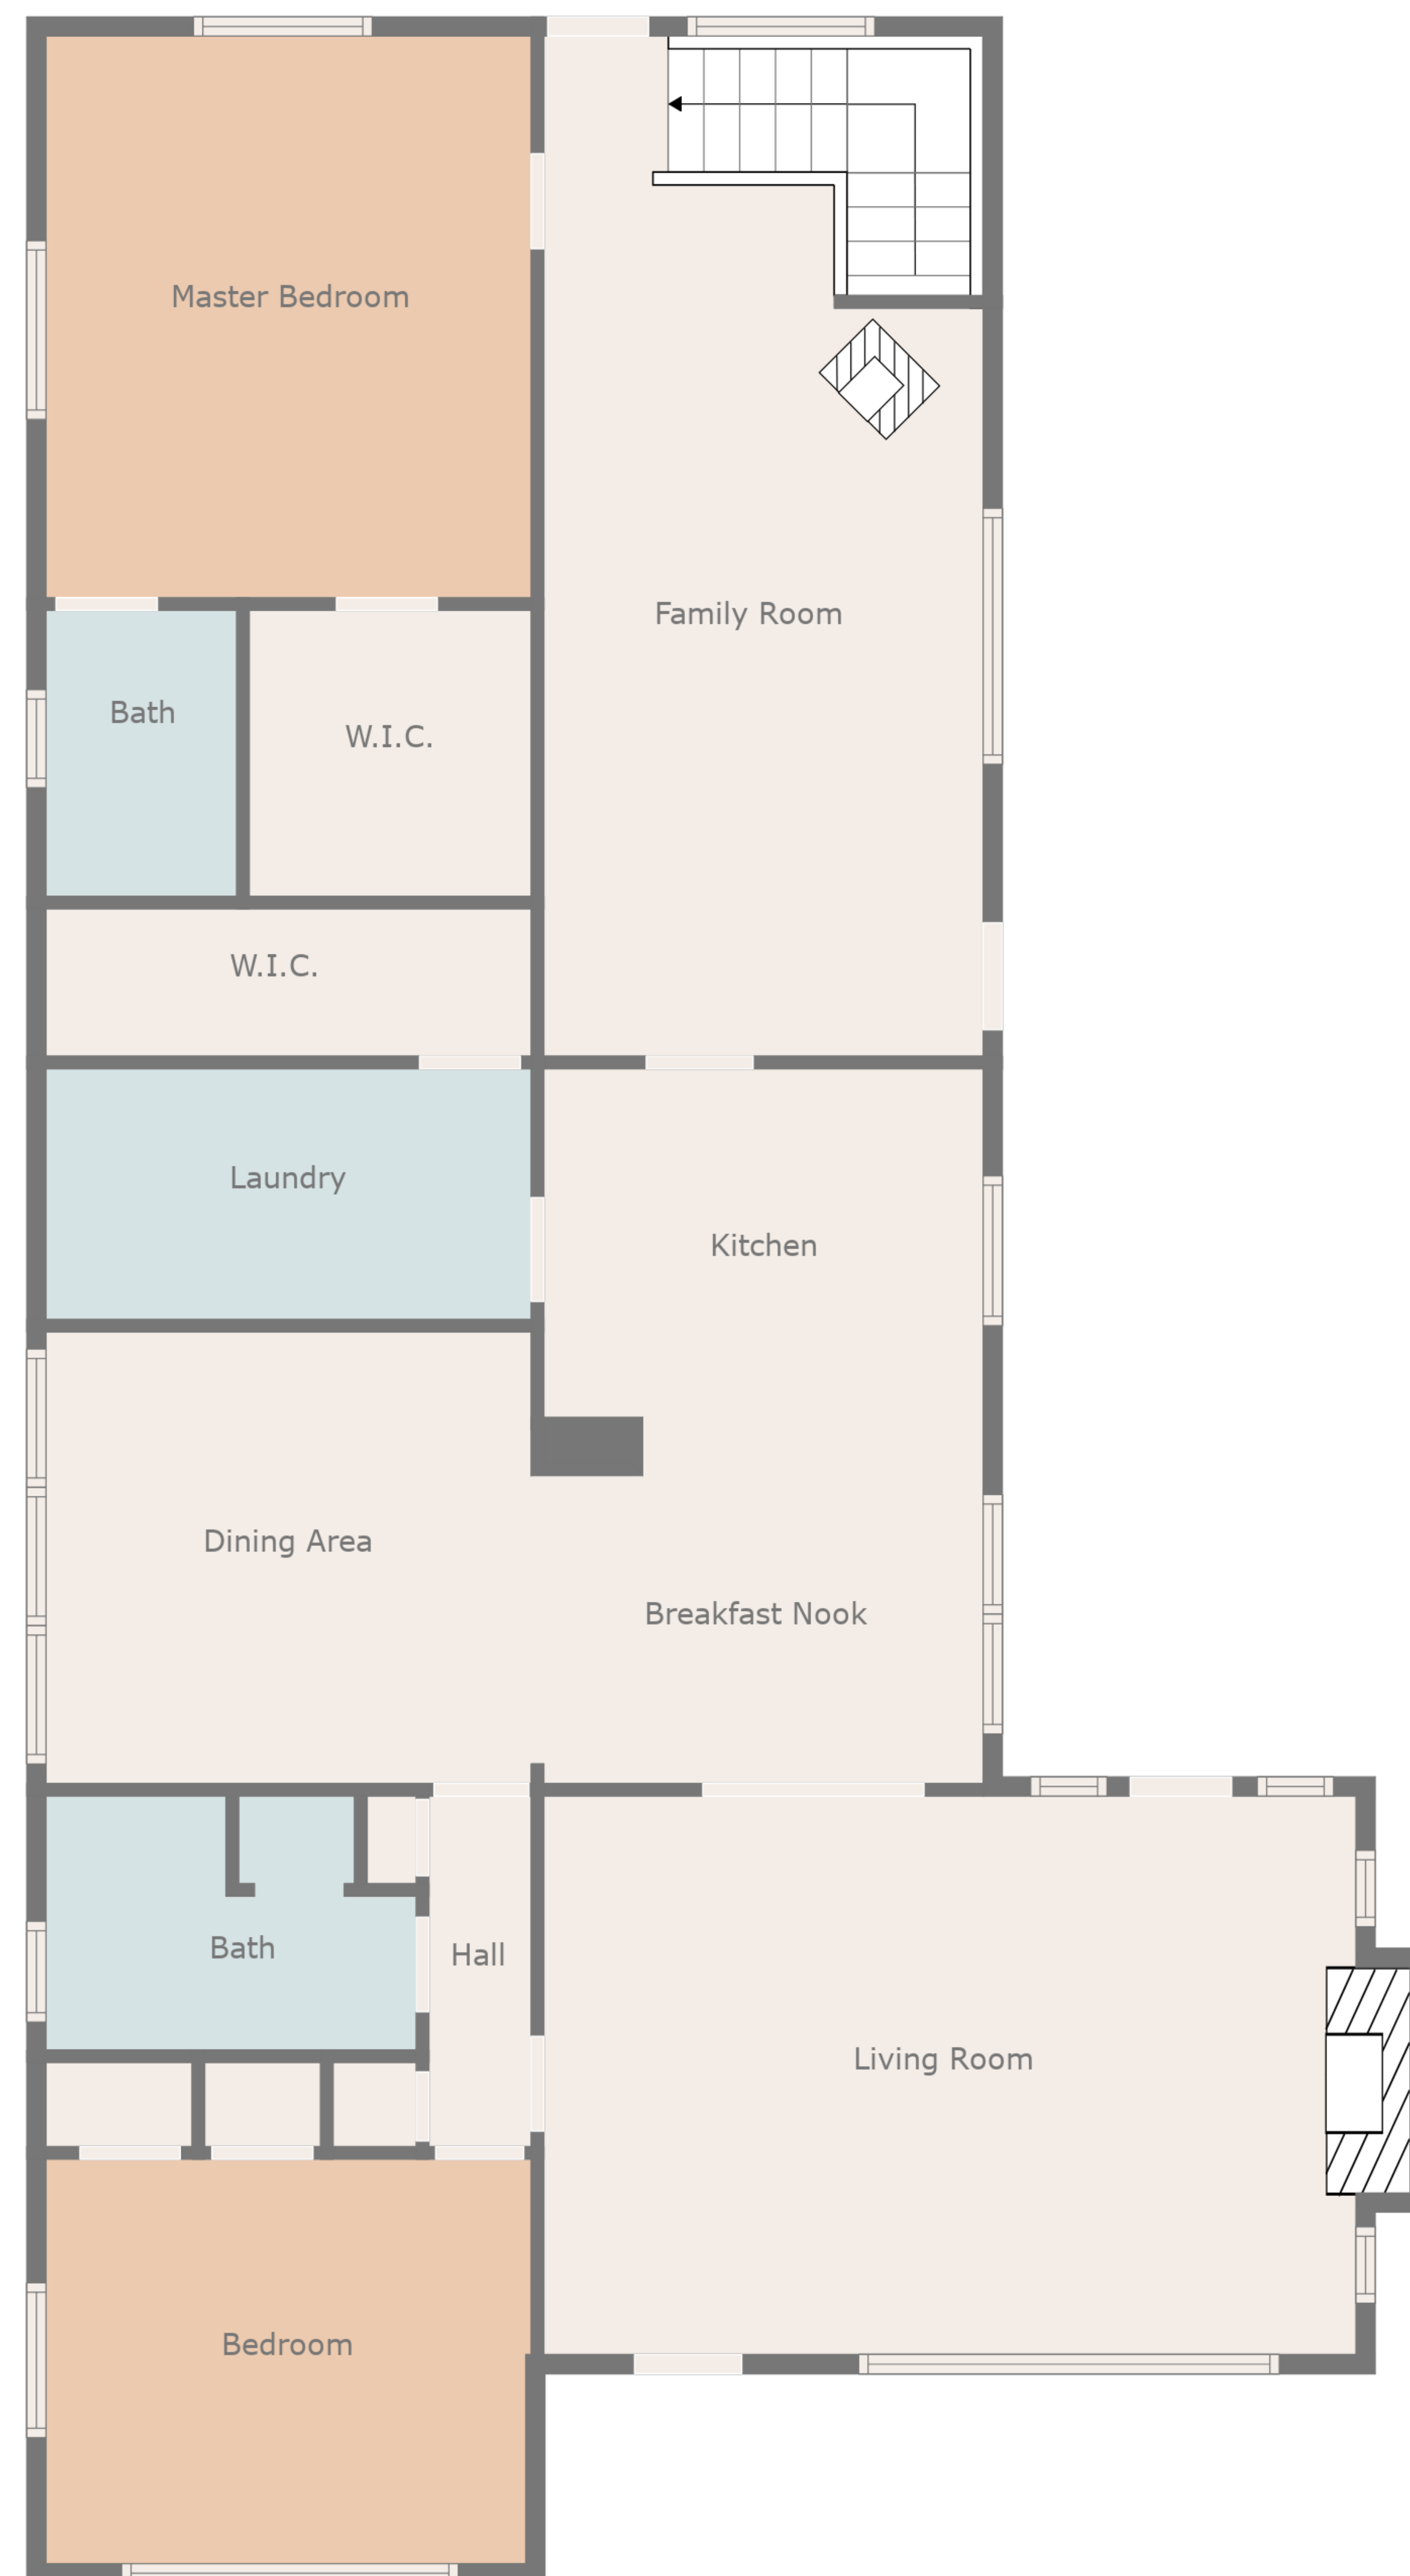 Master Bedroom
Family Room
Bath
W.I.C.
W.I.C.
Laundry
Kitchen
Dining Area
Breakfast Nook
Bath
Hall
Living Room
Bedroom